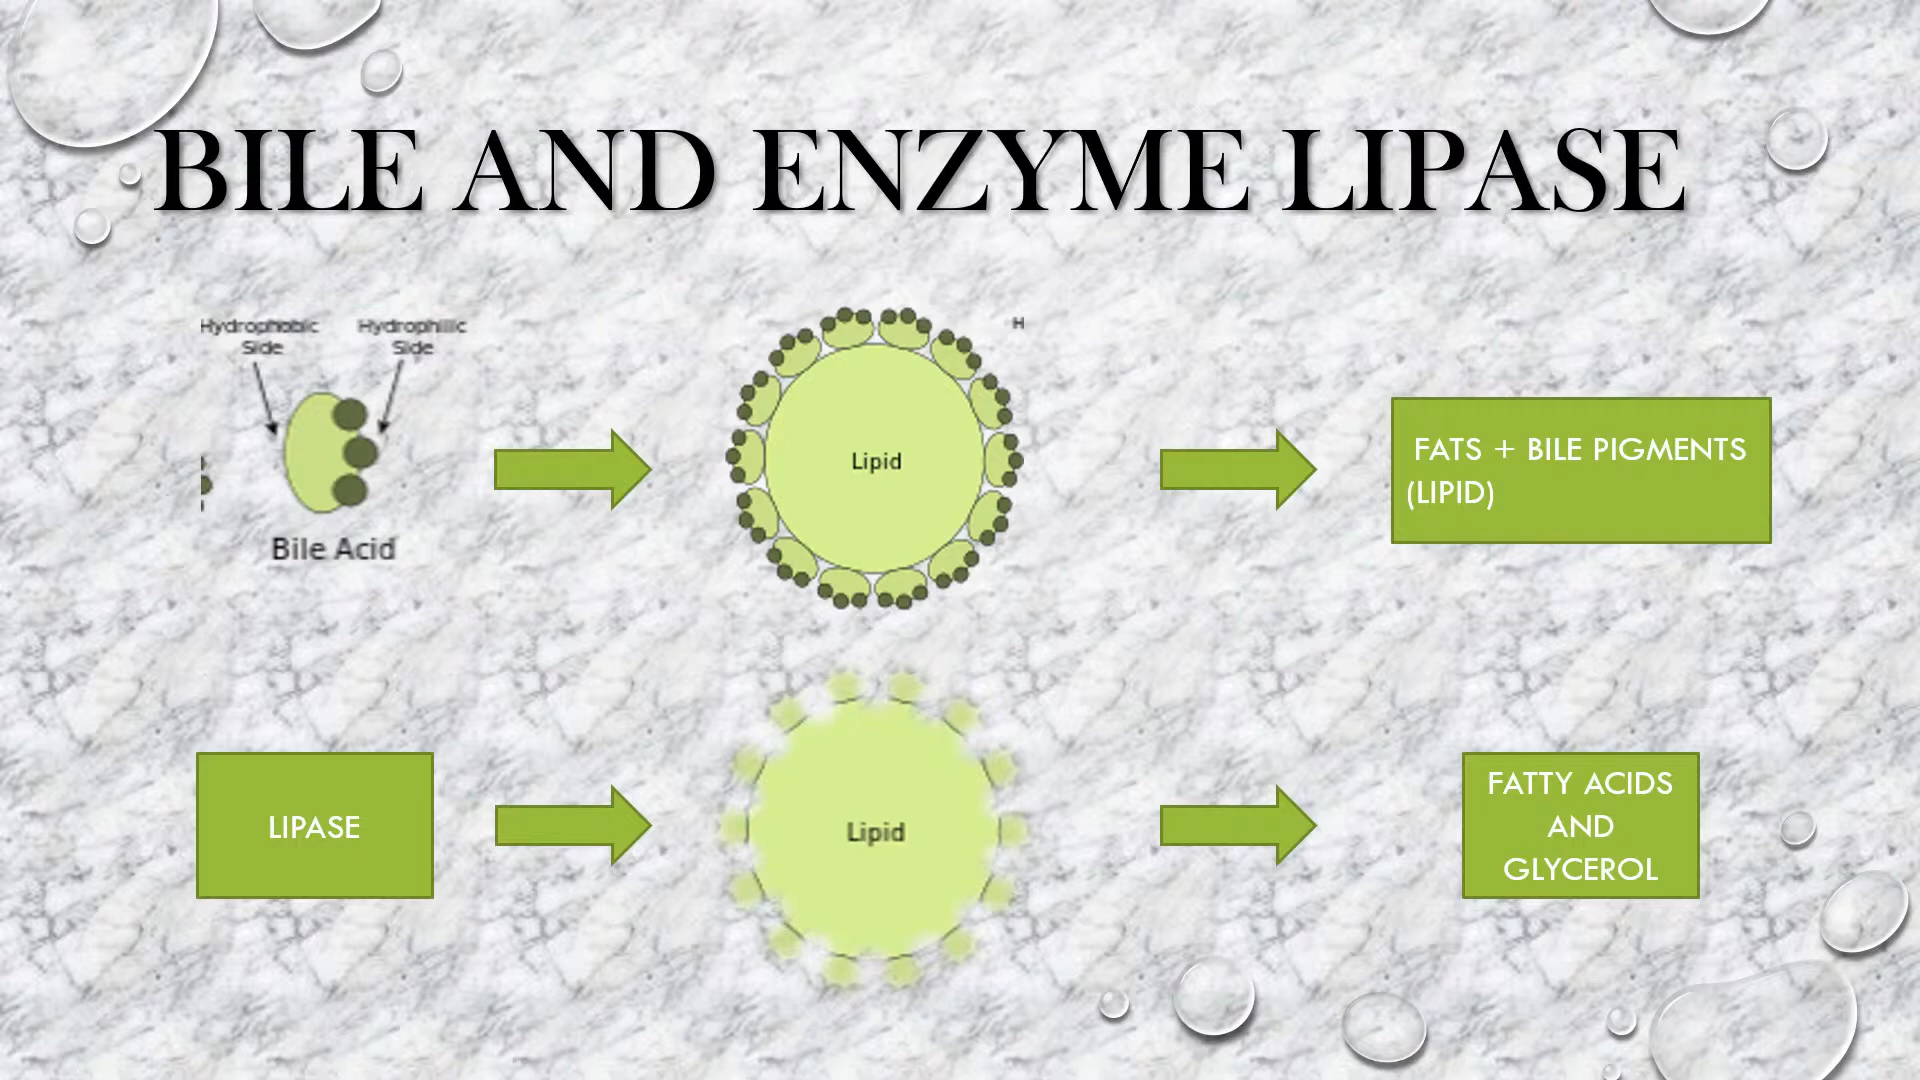 BILE AND ENZYME LIPASE
Hydrophobic
Side
Hydrophilic
Side
Bile Acid
Lipid
H
FATS + BILE PIGMENTS
(LIPID)
LIPASE
Lipid
FATTY ACIDS
AND
GLYCEROL